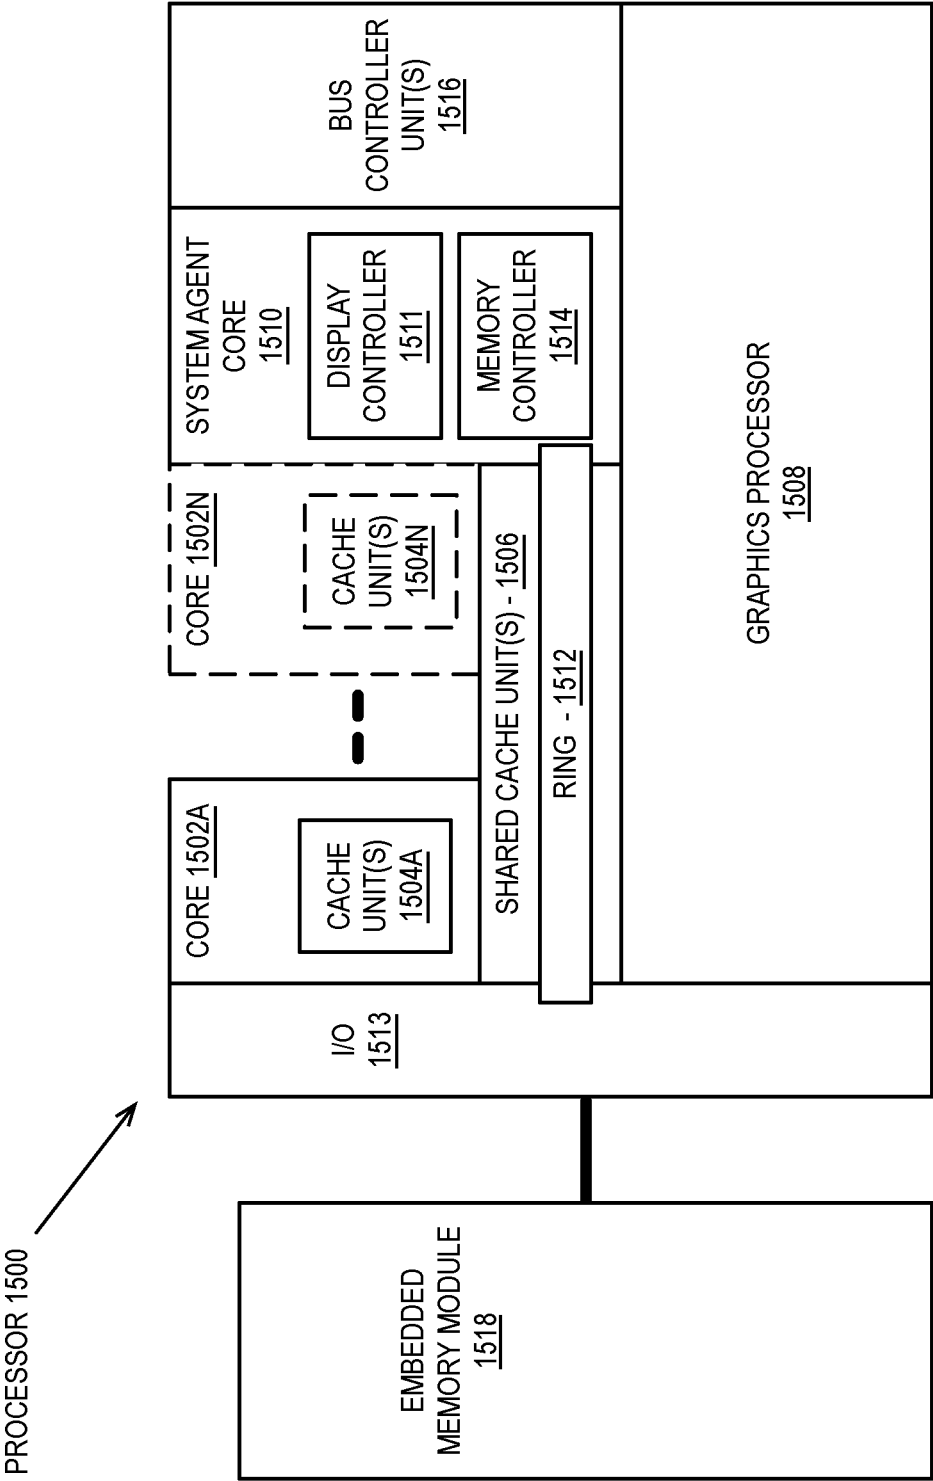 PROCESSOR 1500
EMBEDDED
MEMORY MODULE
1518
I/O
1513
CORE 1502A
CACHE
UNIT(S)
1504A
CORE 1502N
CACHE
UNIT(S)
1504N
SHARED CACHE UNIT(S) - 1506
RING - 1512
SYSTEM AGENT
CORE
1510
DISPLAY
CONTROLLER
1511
MEMORY
CONTROLLER
1514
BUS
CONTROLLER
UNIT(S)
1516
GRAPHICS PROCESSOR
1508